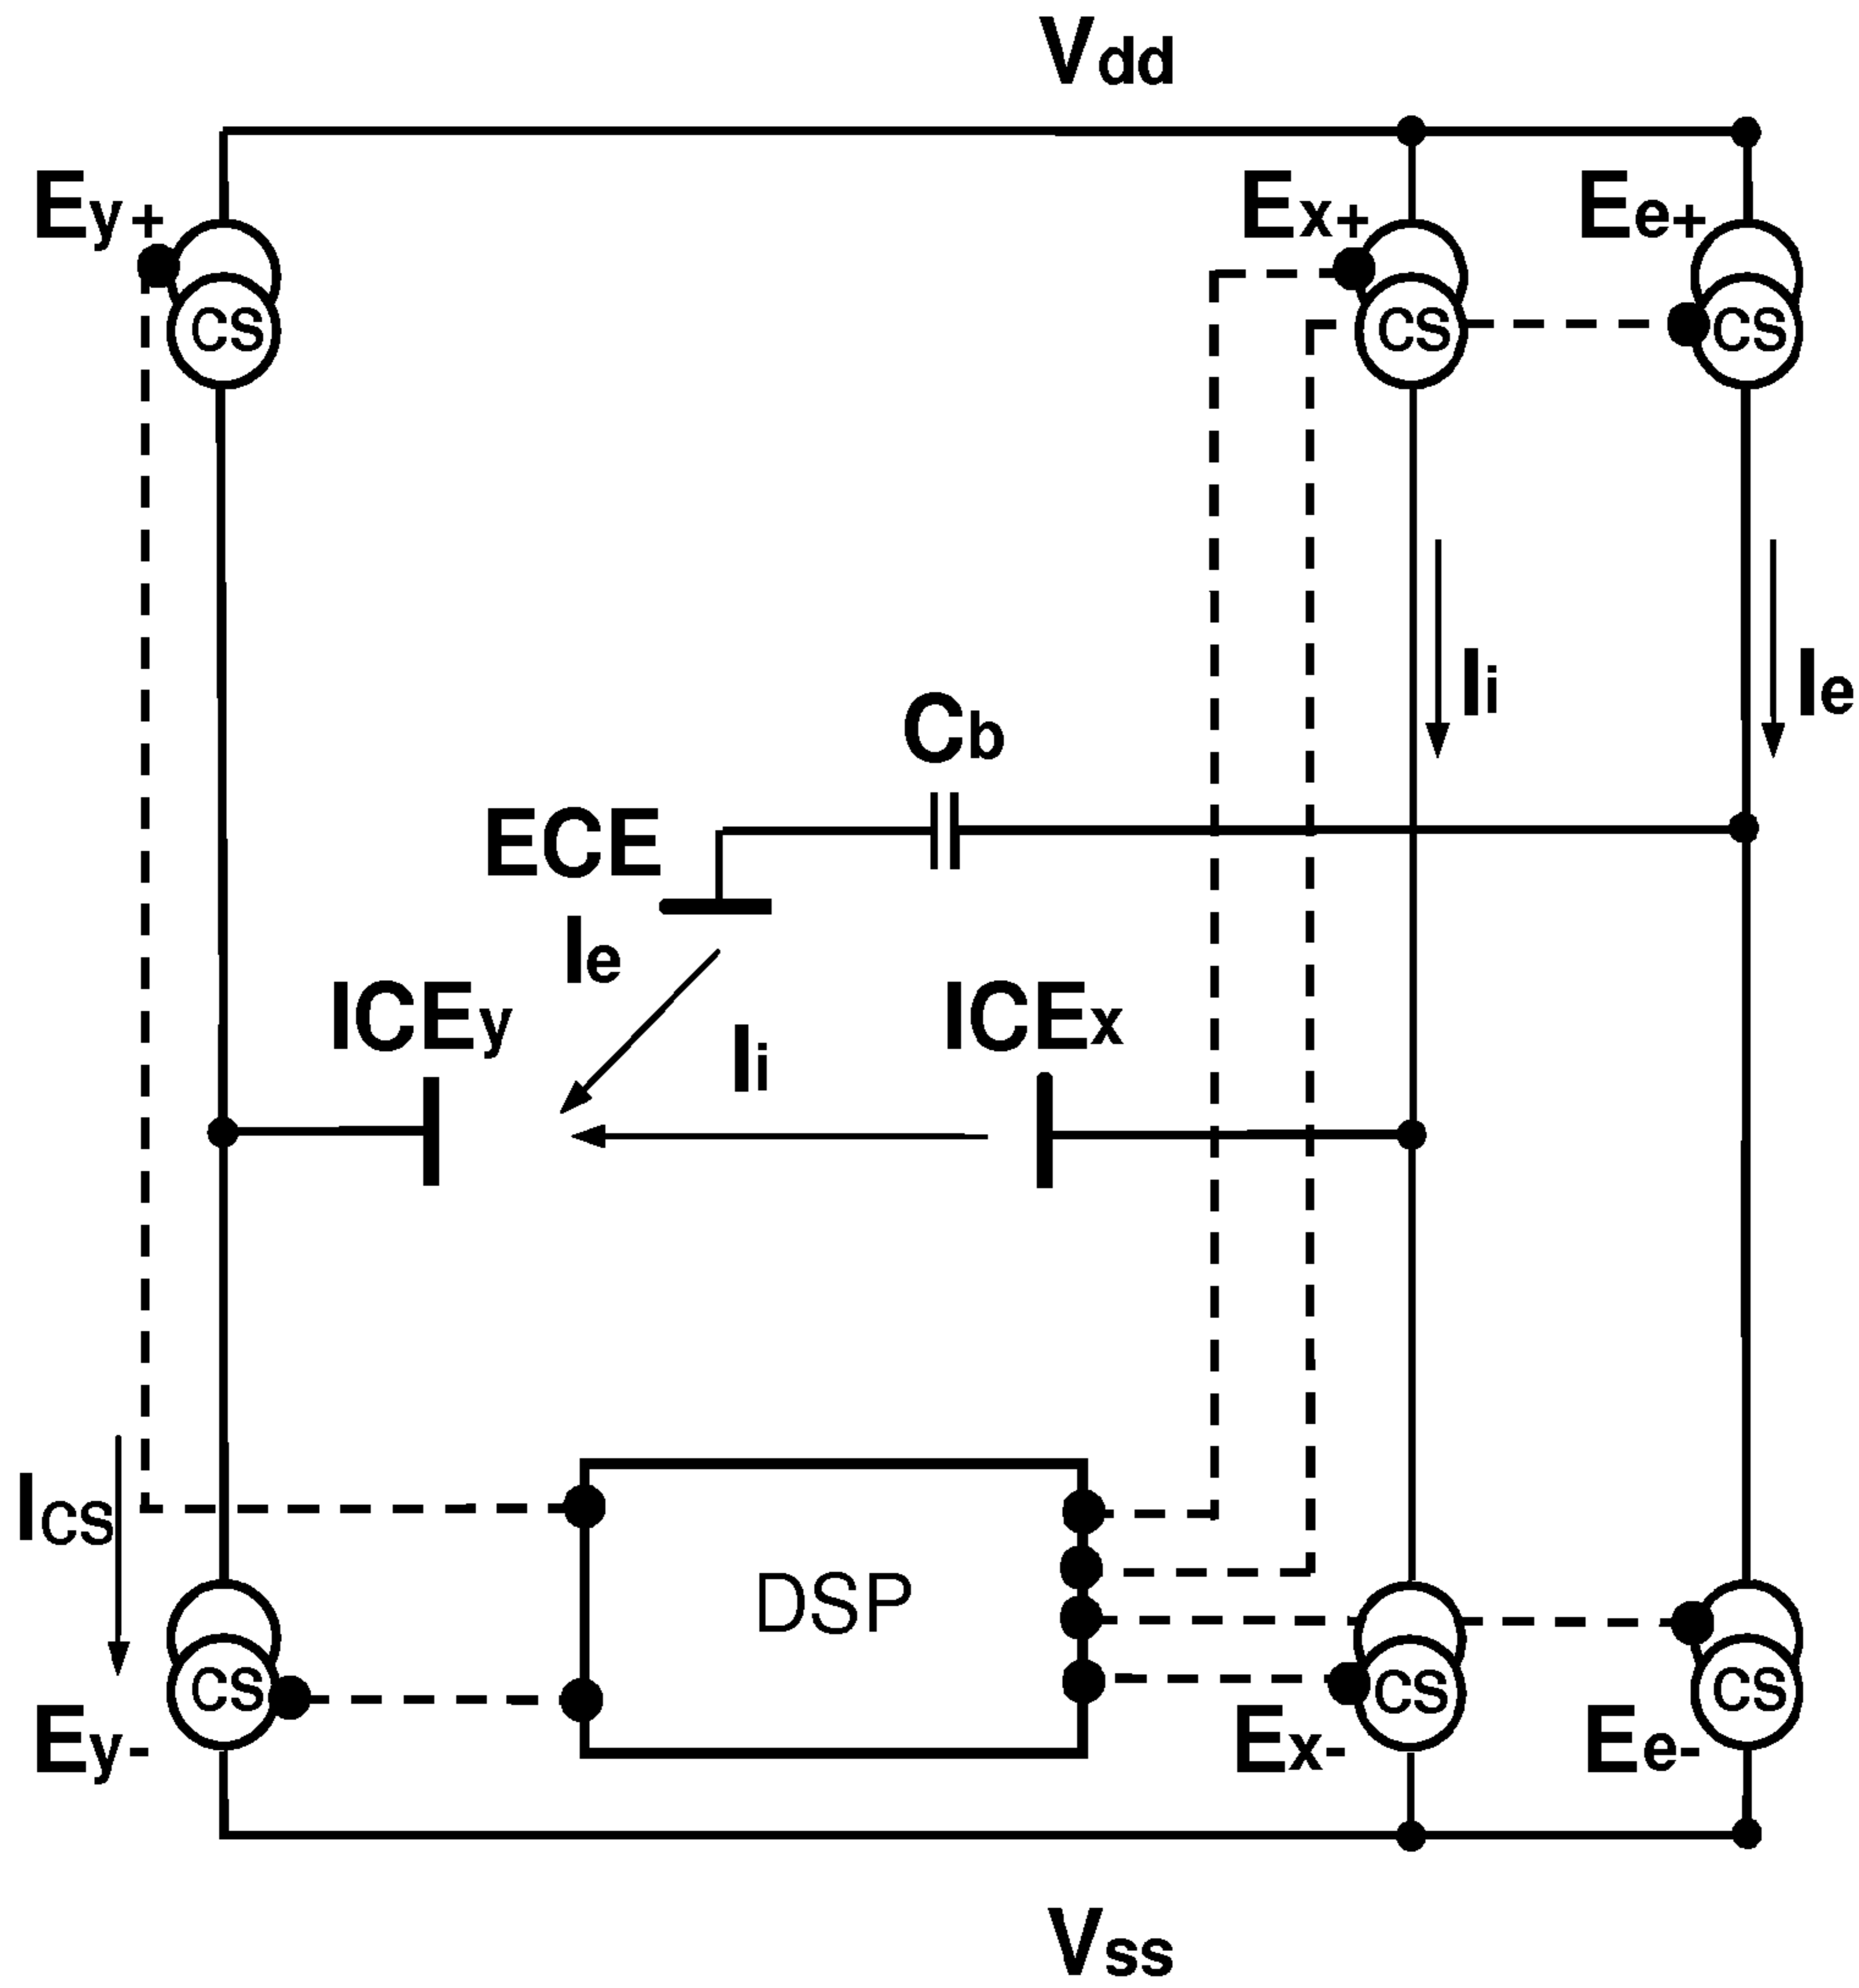 Vdd
Ey+
Ex+
Ee+
CS
CS
CS
Ii
Ie
Cb
ECE
Ie
ICEy
ICEx
Ii
ICS
DSP
CS
CS
CS
Ey-
Ex-
Ee-
Vss